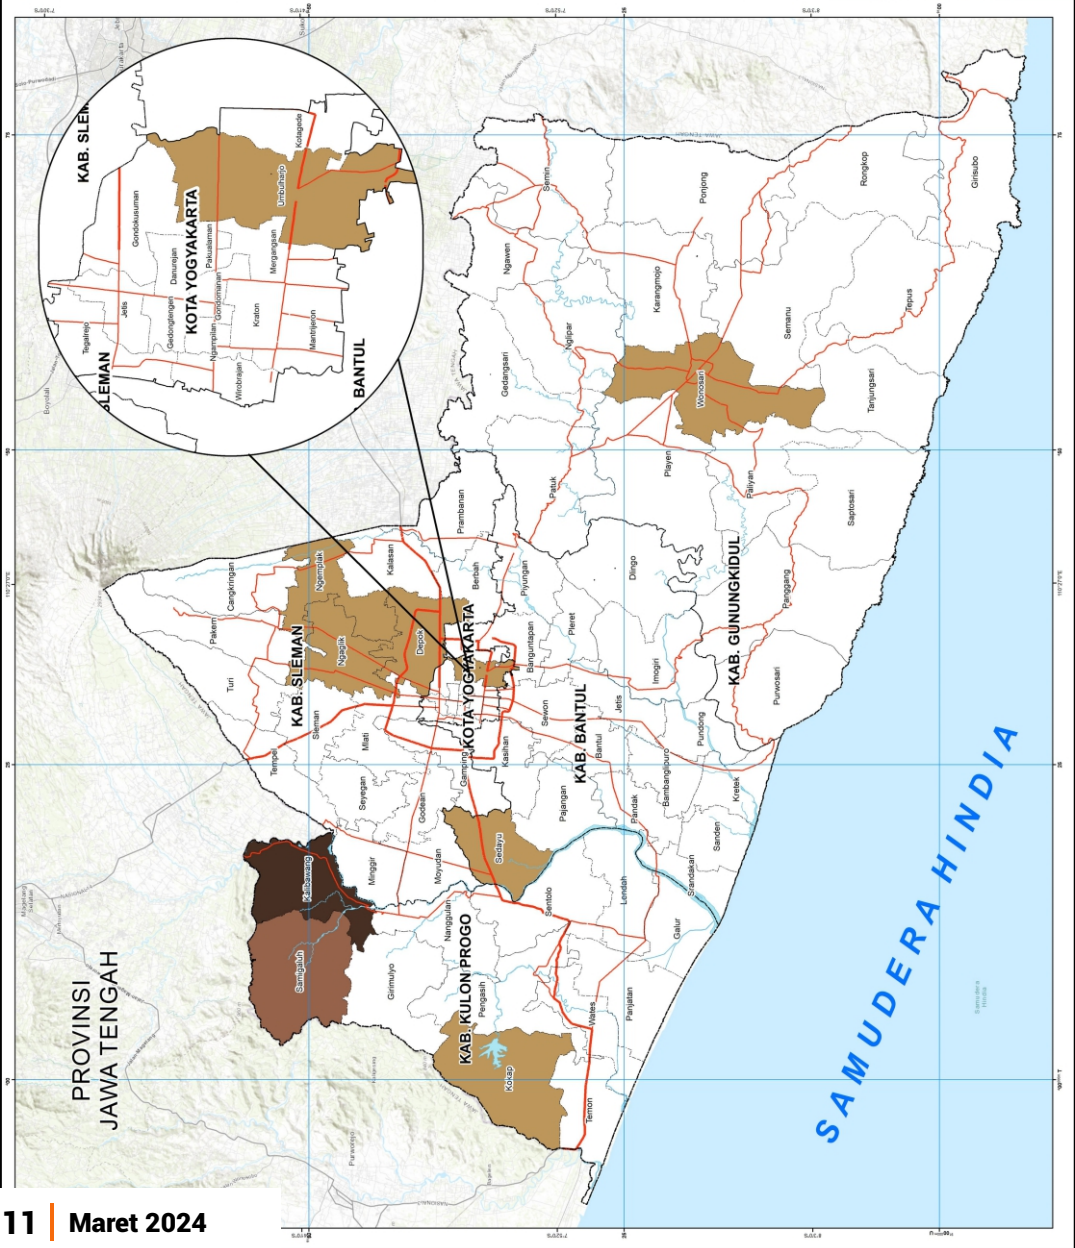 PROVINSI
JAWA TENGAH
KAB. SLEM
KOTA YOGYAKARTA
SLEMAN
BANTUL
Tegalrejo
Jetis
Gondokusuman
Danurejan
Gedongtengen
Pakualaman
Gondomanan
Ngampilan
Wirobrajan
Kraton
Mantrijeron
Mergangsan
Umbulharjo
Kotagede
KAB. SLEMAN
Tempel
Turi
Pakem
Cangkringan
Sleman
Ngaglik
Ngemplak
Minggir
Seyegan
Mlati
Depok
Kalasan
Moyudan
Godean
Gamping
Berbah
Prambanan
KOTA YOGYAKARTA
KAB. KULON PROGO
Samigaluh
Kalibawang
Girimulyo
Nanggulan
Kokap
Pengasih
Sentolo
Temon
Wates
Panjatan
Lendah
Galur
KAB. BANTUL
Sedayu
Kasihan
Banguntapan
Piyungan
Pajangan
Sewon
Pleret
Bantul
Jetis
Pandak
Bambanglipuro
Imogiri
Dlingo
Srandakan
Sanden
Kretek
Pundong
KAB. GUNUNGKIDUL
Gedangsari
Ngawen
Semin
Patuk
Nglipar
Playen
Karangmojo
Ponjong
Wonosari
Paliyan
Semanu
Purwosari
Panggang
Saptosari
Tanjungsari
Tepus
Rongkop
Girisubo
SAMUDERA HINDIA
Samudera
Hindia
11 Maret 2024